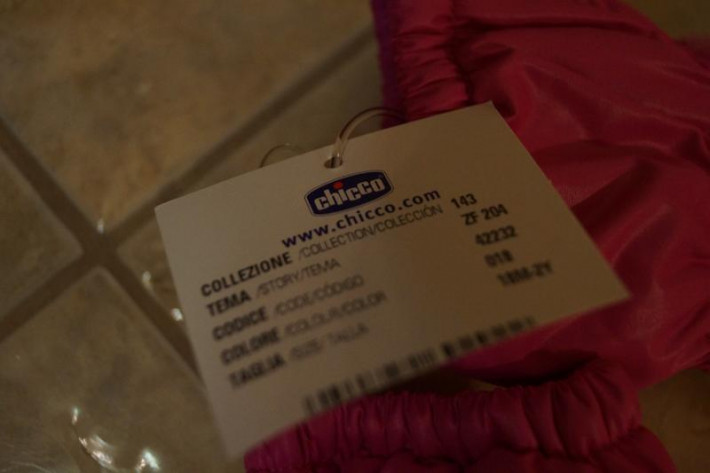 chicco
www.chicco.com
COLLEZIONE /COLLECTION/COLECCIÓN 143
TEMA /STORY/TEMA ZF 204
CODICE /CODE/CÓDIGO 42232
COLORE /COLOUR/COLOR 018
TAGLIA /SIZE/ TALLA 18M-2Y